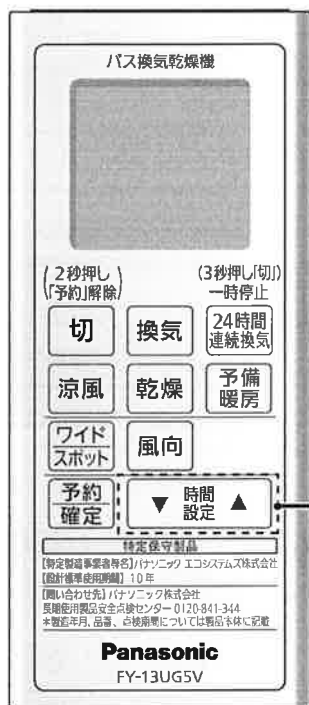 バス換気乾燥機
(2秒押し
「予約」解除)
(3秒押し「切」)
一時停止
切
換気
24時間
連続換気
涼風
乾燥
予備
暖房
ワイド
スポット
風向
予約
確定
▼ 時間設定 ▲
特定保守製品
【特定製造事業者等名】パナソニック エコシステムズ株式会社
【設計標準使用期間】10年
【問い合わせ先】パナソニック株式会社
長期使用製品安全点検センター 0120-841-344
*製造年月、品番、点検期間については製品本体に記載
Panasonic
FY-13UG5V